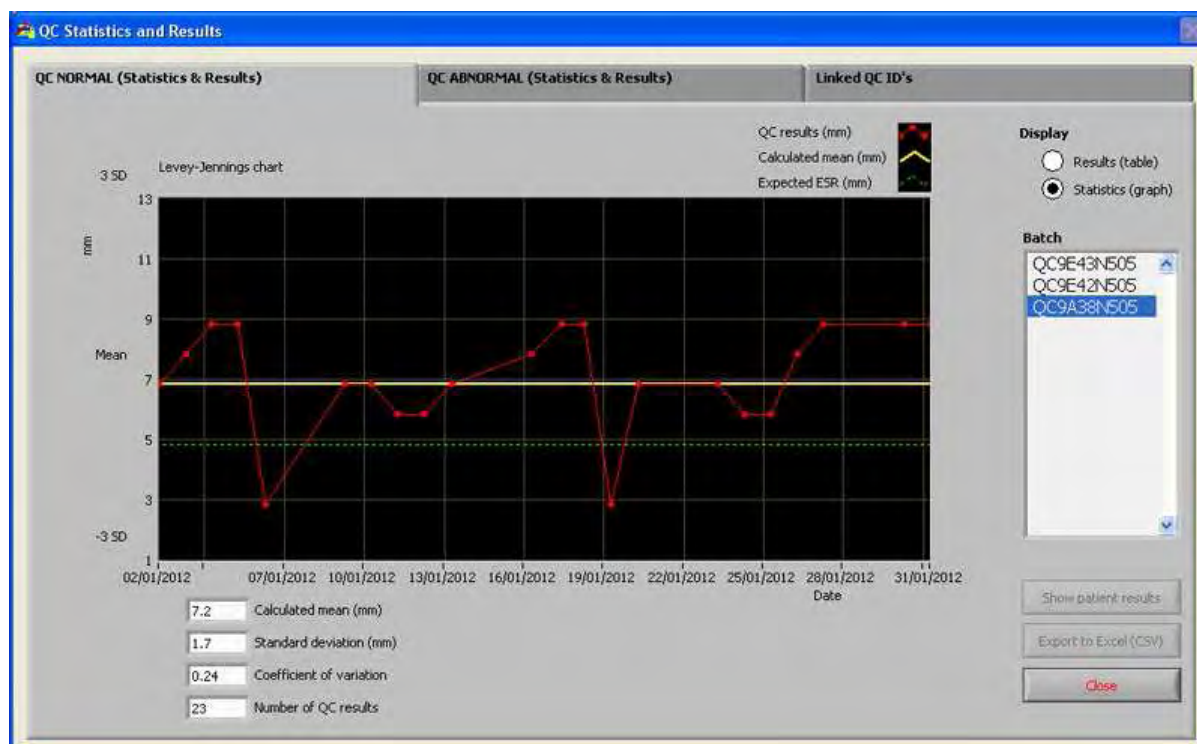 QC Statistics and Results
QC NORMAL (Statistics & Results)
QC ABNORMAL (Statistics & Results)
Linked QC ID's
QC results (mm)
Calculated mean (mm)
Expected ESR (mm)
Levey-Jennings chart
3 SD
13
mm
11
9
Mean
7
5
3
-3 SD
1
02/01/2012 07/01/2012 10/01/2012 13/01/2012 16/01/2012 19/01/2012 22/01/2012 25/01/2012 28/01/2012 31/01/2012
Date
7.2 Calculated mean (mm)
1.7 Standard deviation (mm)
0.24 Coefficient of variation
23 Number of QC results
Display
Results (table)
Statistics (graph)
Batch
QC9E43N505
QC9E42N505
QC9A38N505
Show patient results
Export to Excel (CSV)
Close